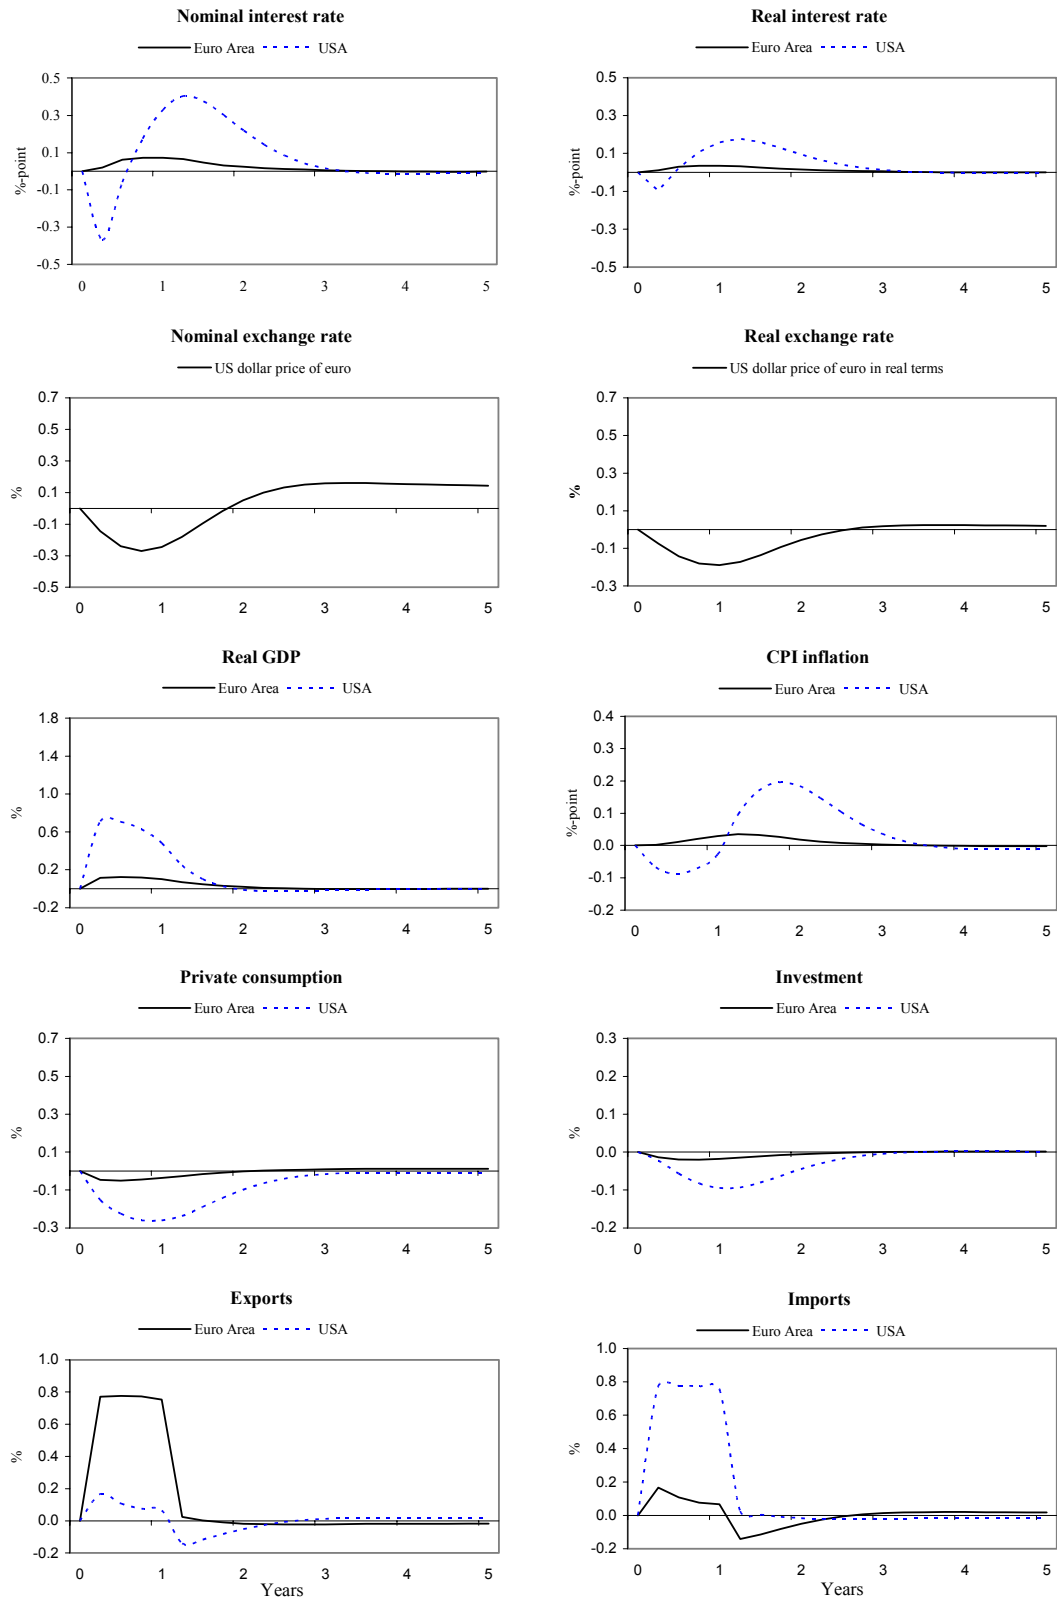 Nominal interest rate
Euro Area USA
0.5
0.3
0.1
-0.1
-0.3
-0.5
%-point
0 1 2 3 4 5
Real interest rate
Euro Area USA
0.5
0.3
0.1
-0.1
-0.3
-0.5
%-point
0 1 2 3 4 5
Nominal exchange rate
US dollar price of euro
0.7
0.5
0.3
0.1
-0.1
-0.3
-0.5
%
0 1 2 3 4 5
Real exchange rate
US dollar price of euro in real terms
0.7
0.5
0.3
0.1
-0.1
-0.3
%
0 1 2 3 4 5
Real GDP
Euro Area USA
1.8
1.4
1.0
0.6
0.2
-0.2
%
0 1 2 3 4 5
CPI inflation
Euro Area USA
0.4
0.3
0.2
0.1
0.0
-0.1
-0.2
%-point
0 1 2 3 4 5
Private consumption
Euro Area USA
0.7
0.5
0.3
0.1
-0.1
-0.3
%
0 1 2 3 4 5
Investment
Euro Area USA
0.3
0.2
0.1
0.0
-0.1
-0.2
%
0 1 2 3 4 5
Exports
Euro Area USA
1.0
0.8
0.6
0.4
0.2
0.0
-0.2
%
0 1 2 3 4 5
Years
Imports
Euro Area USA
1.0
0.8
0.6
0.4
0.2
0.0
-0.2
%
0 1 2 3 4 5
Years